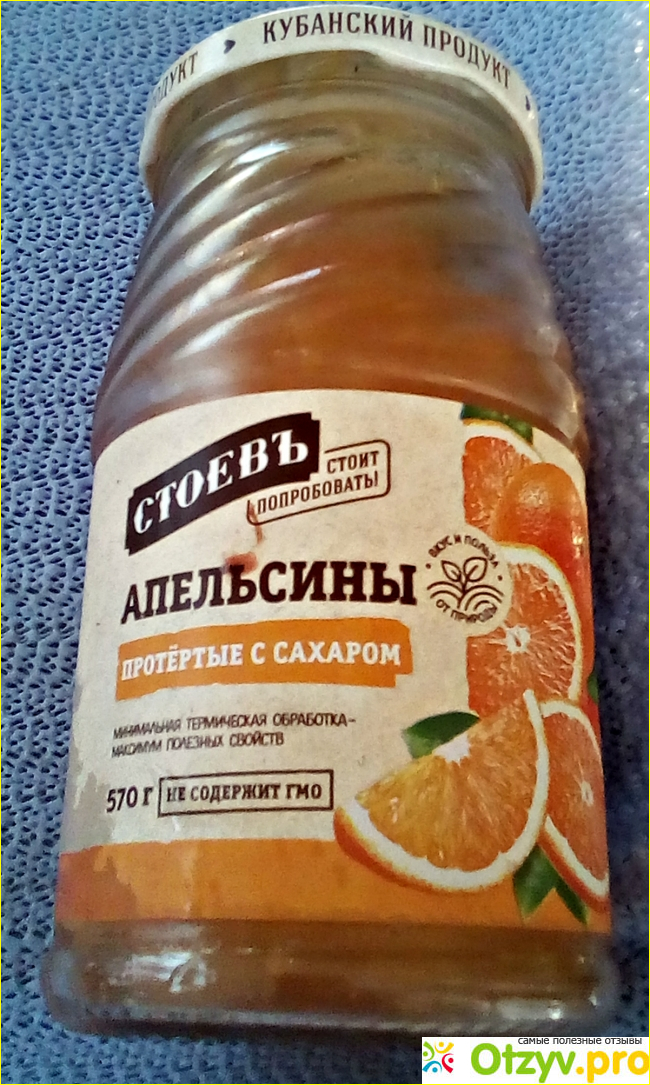 ОДУКТ
КУБАНСКИЙ ПРОДУКТ
СТОЕВЪ
СТОИТ
ПОПРОБОВАТЬ!
АПЕЛЬСИНЫ
ВКУС И ПОЛЬЗА
ОТ ПРИРОДЫ
ПРОТЁРТЫЕ С САХАРОМ
МИНИМАЛЬНАЯ ТЕРМИЧЕСКАЯ ОБРАБОТКА-
МАКСИМУМ ПОЛЕЗНЫХ СВОЙСТВ
570 Г НЕ СОДЕРЖИТ ГМО
самые полезные отзывы
Otzyv.pro